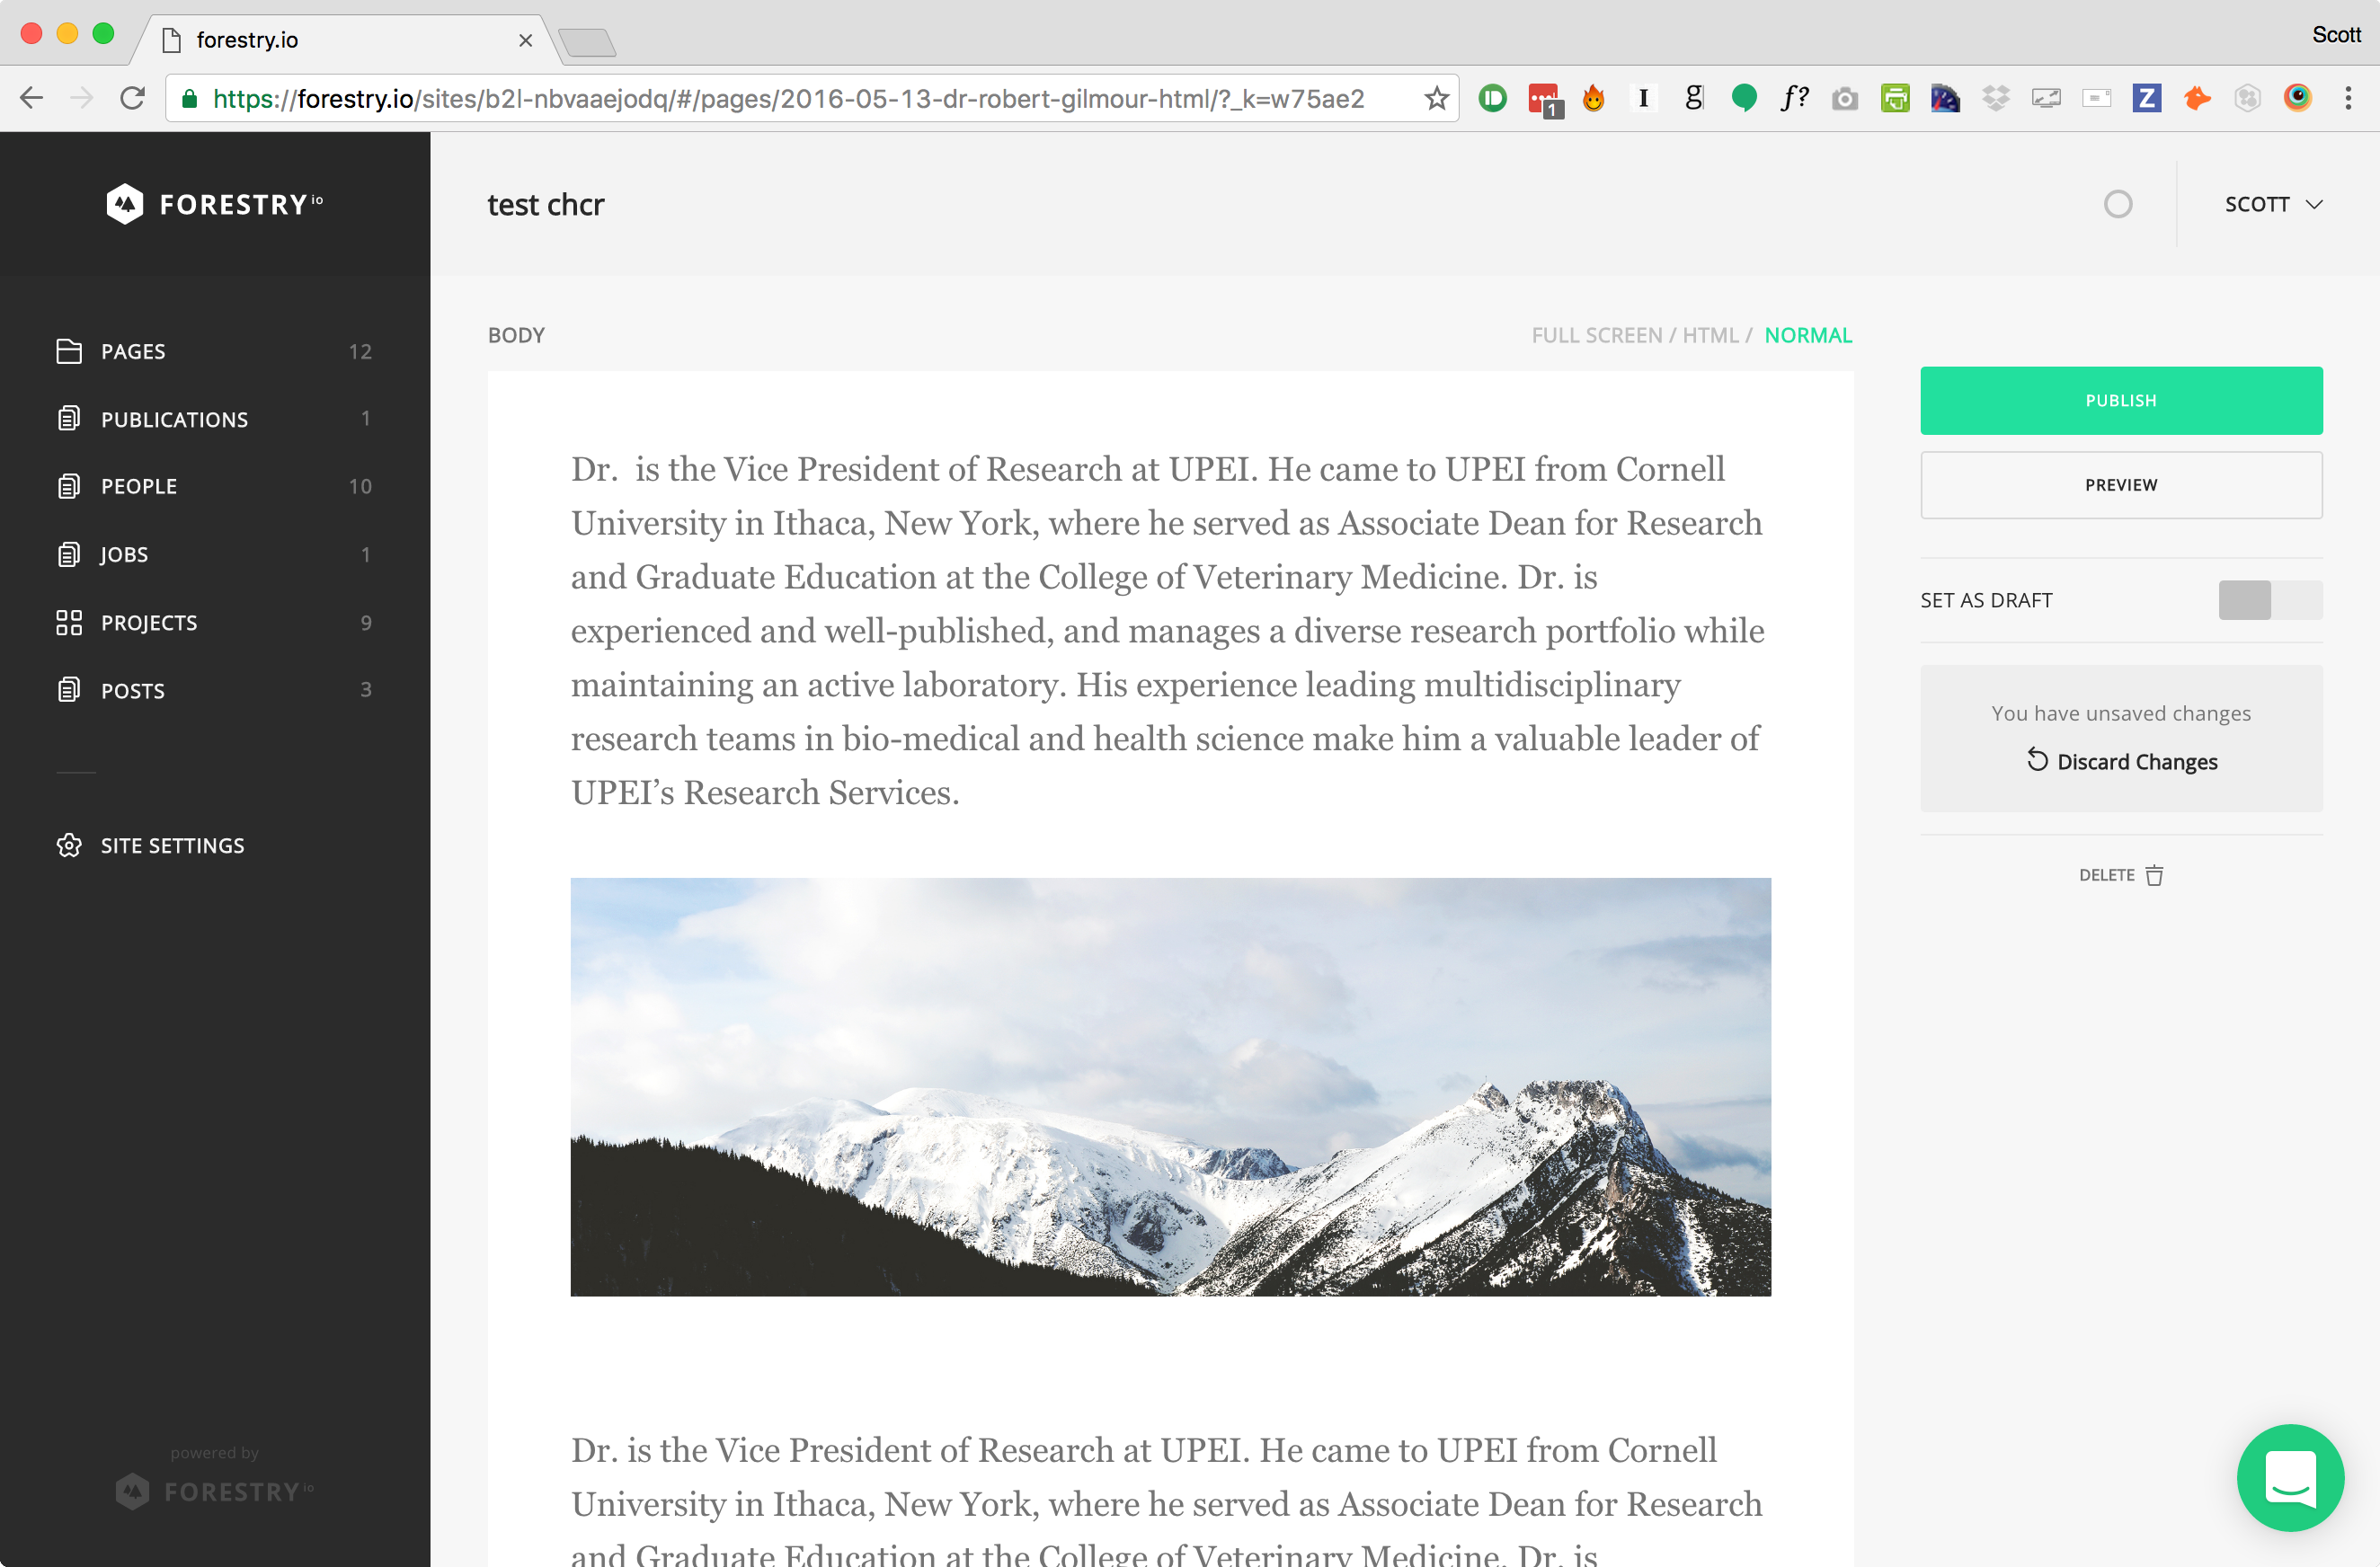 forestry.io
Scott
https://forestry.io/sites/b2l-nbvaaejodq/#/pages/2016-05-13-dr-robert-gilmour-html/?_k=w75ae2
1
I
g
f?
Z
FORESTRY io
test chcr
SCOTT
PAGES 12
PUBLICATIONS 1
PEOPLE 10
JOBS 1
PROJECTS 9
POSTS 3
SITE SETTINGS
powered by
FORESTRY io
BODY
FULL SCREEN / HTML / NORMAL
Dr.  is the Vice President of Research at UPEI. He came to UPEI from Cornell
University in Ithaca, New York, where he served as Associate Dean for Research
and Graduate Education at the College of Veterinary Medicine. Dr. is
experienced and well-published, and manages a diverse research portfolio while
maintaining an active laboratory. His experience leading multidisciplinary
research teams in bio-medical and health science make him a valuable leader of
UPEI’s Research Services.
Dr. is the Vice President of Research at UPEI. He came to UPEI from Cornell
University in Ithaca, New York, where he served as Associate Dean for Research
and Graduate Education at the College of Veterinary Medicine. Dr. is
PUBLISH
PREVIEW
SET AS DRAFT
You have unsaved changes
Discard Changes
DELETE